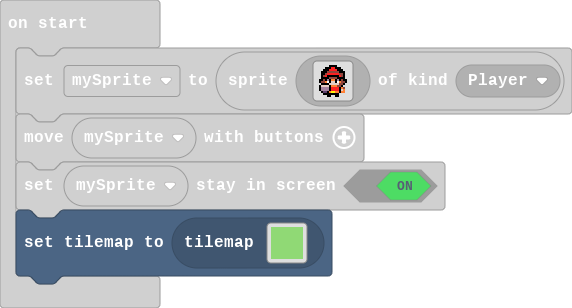 on start
set mySprite to sprite of kind Player
move mySprite with buttons
set mySprite stay in screen ON
set tilemap to tilemap